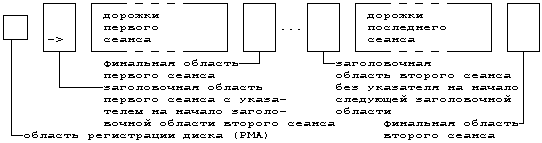 дорожки
первого
сеанса
->
...
дорожки
последнего
сеанса
финальная область
первого сеанса
заголовочная область
первого сеанса с указа-
телем на начало заголо-
вочной области второго сеанса
область регистрации диска (PMA)
заголовочная
область второго сеанса
без указателя на начало
следующей заголовочной
области
финальная область
второго сеанса